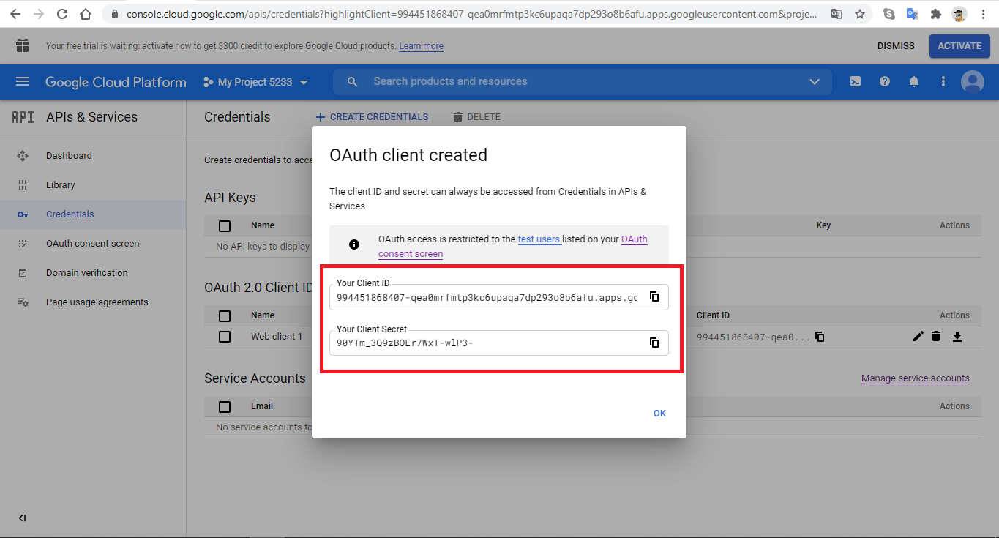 console.cloud.google.com/apis/credentials?highlightClient=994451868407-qea0mrfmtp3kc6upaqa7dp293o8b6afu.apps.googleusercontent.com&proje...
Your free trial is waiting: activate now to get $300 credit to explore Google Cloud products. Learn more
DISMISS
ACTIVATE
Google Cloud Platform
My Project 5233
Search products and resources
API
APIs & Services
Dashboard
Library
Credentials
OAuth consent screen
Domain verification
Page usage agreements
Credentials
CREATE CREDENTIALS
DELETE
Create credentials to acce
API Keys
Name
Key
Actions
No API keys to display
OAuth 2.0 Client ID
Name
Client ID
Actions
Web client 1
994451868407-qea0...
Service Accounts
Manage service accounts
Email
Actions
No service accounts to
OAuth client created
The client ID and secret can always be accessed from Credentials in APIs &
Services
OAuth access is restricted to the test users listed on your OAuth
consent screen
Your Client ID
994451868407-qea0mrfmtp3kc6upaqa7dp293o8b6afu.apps.gc
Your Client Secret
90YTm_3Q9zBOEr7WxT-wlP3-
OK